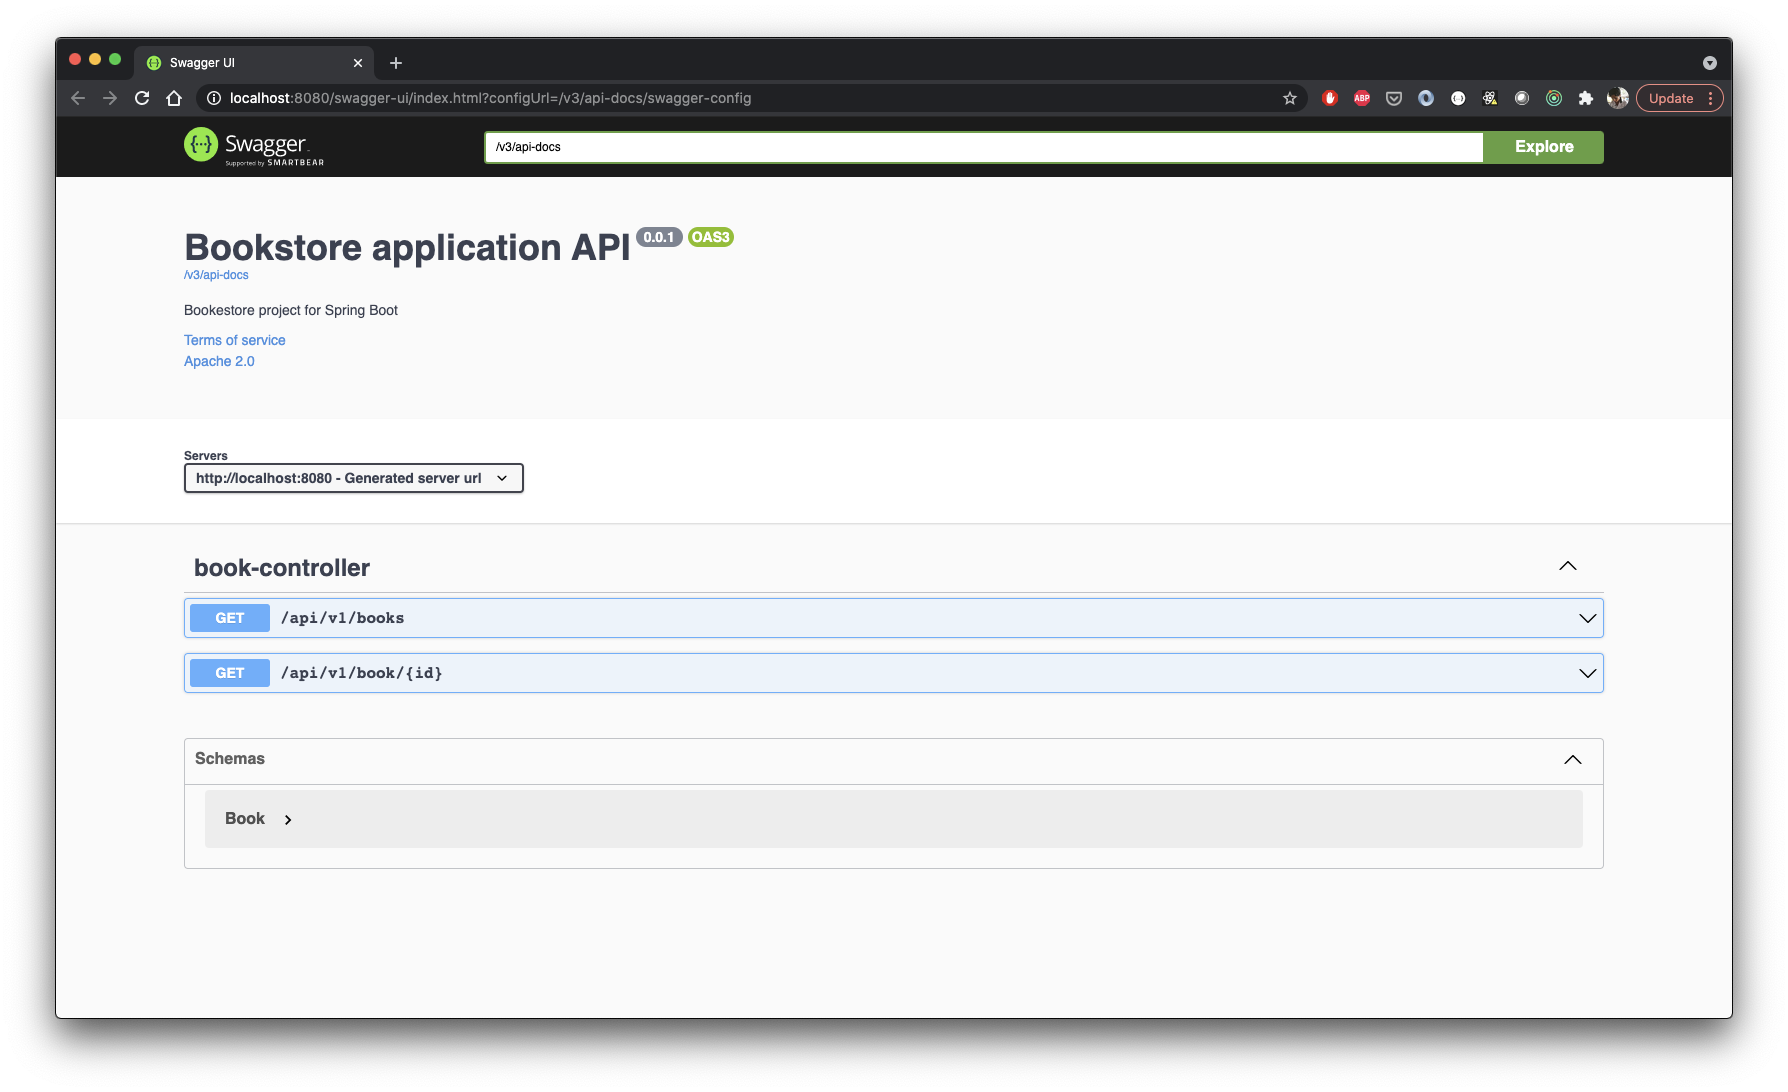 Swagger UI
localhost:8080/swagger-ui/index.html?configUrl=/v3/api-docs/swagger-config
ABP
Update
{···} Swagger
Supported by SMARTBEAR
/v3/api-docs
Explore
Bookstore application API 0.0.1 OAS3
/v3/api-docs
Bookestore project for Spring Boot
Terms of service
Apache 2.0
Servers
http://localhost:8080 - Generated server url
book-controller
GET /api/v1/books
GET /api/v1/book/{id}
Schemas
Book